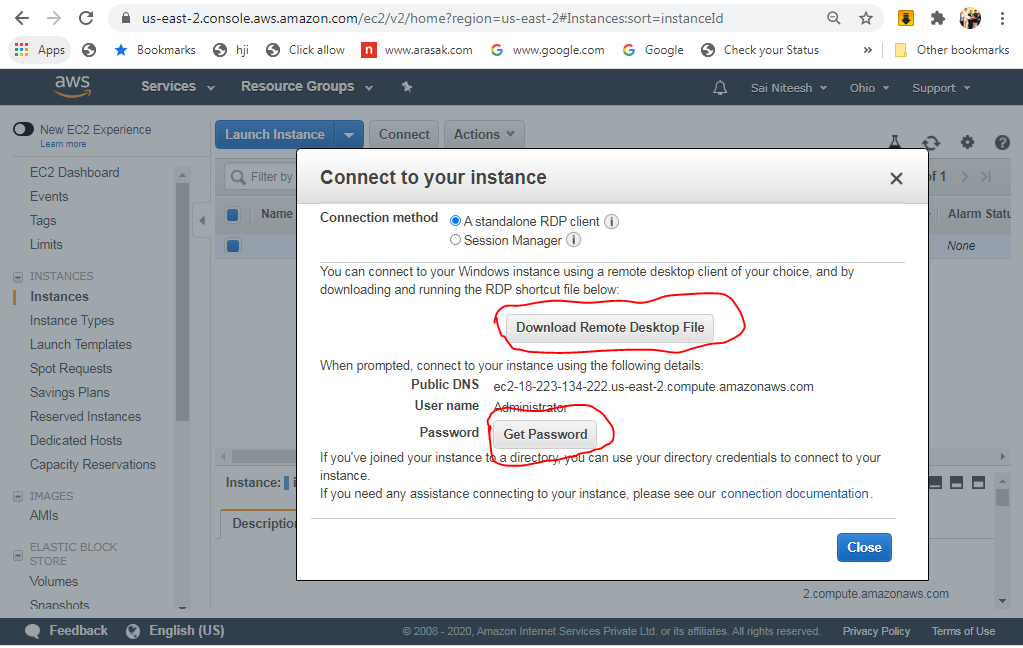 us-east-2.console.aws.amazon.com/ec2/v2/home?region=us-east-2#Instances:sort=instanceId
Apps Bookmarks hji Click allow n www.arasak.com www.google.com Google Check your Status » Other bookmarks
aws Services Resource Groups Sai Niteesh Ohio Support
New EC2 Experience
Learn more
Launch Instance Connect Actions
EC2 Dashboard
Events
Tags
Limits
INSTANCES
Instances
Instance Types
Launch Templates
Spot Requests
Savings Plans
Reserved Instances
Dedicated Hosts
Capacity Reservations
IMAGES
AMIs
ELASTIC BLOCK
STORE
Volumes
Snapshots
Filter by
of 1
Name
Alarm Statu
None
Connect to your instance
Connection method A standalone RDP client i
Session Manager i
You can connect to your Windows instance using a remote desktop client of your choice, and by
downloading and running the RDP shortcut file below:
Download Remote Desktop File
When prompted, connect to your instance using the following details:
Public DNS ec2-18-223-134-222.us-east-2.compute.amazonaws.com
User name Administrator
Password Get Password
If you've joined your instance to a directory, you can use your directory credentials to connect to your
instance.
If you need any assistance connecting to your instance, please see our connection documentation.
Close
Instance:
Description
2.compute.amazonaws.com
Feedback English (US) © 2008 - 2020, Amazon Internet Services Private Ltd. or its affiliates. All rights reserved. Privacy Policy Terms of Use